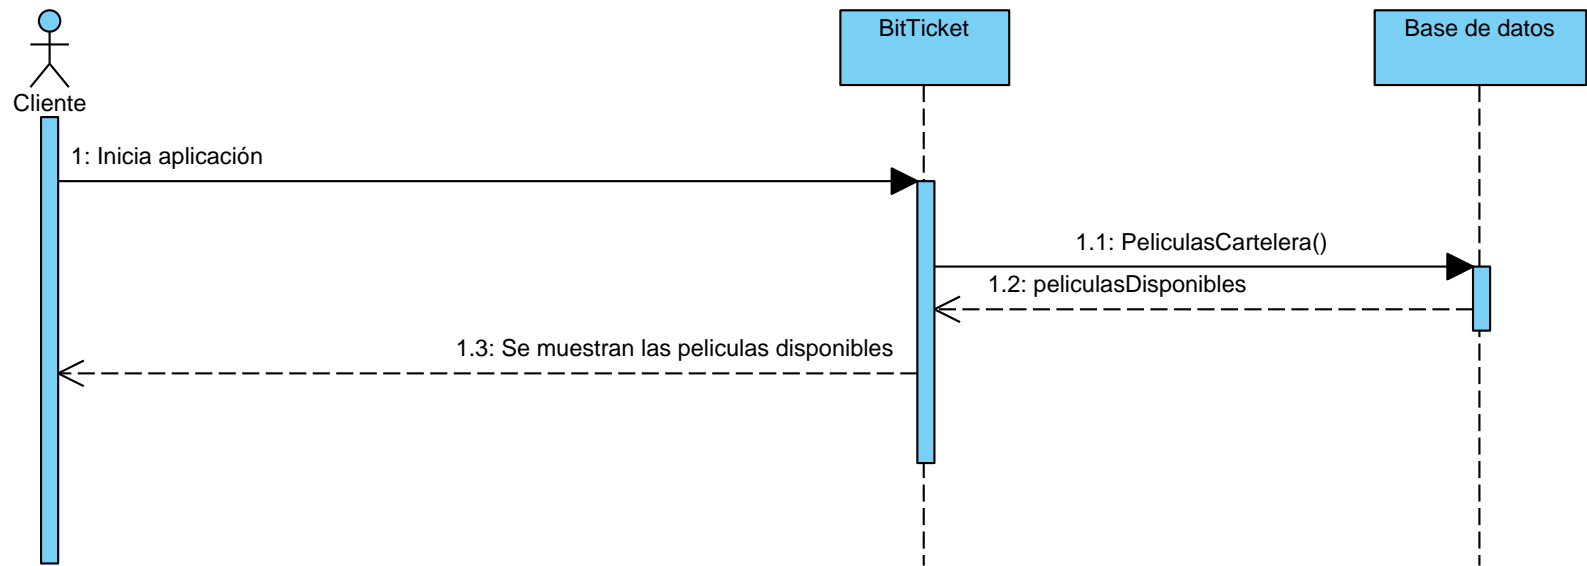 BitTicket
Base de datos
Cliente
1: Inicia aplicación
1.1: PeliculasCartelera()
1.2: peliculasDisponibles
1.3: Se muestran las peliculas disponibles